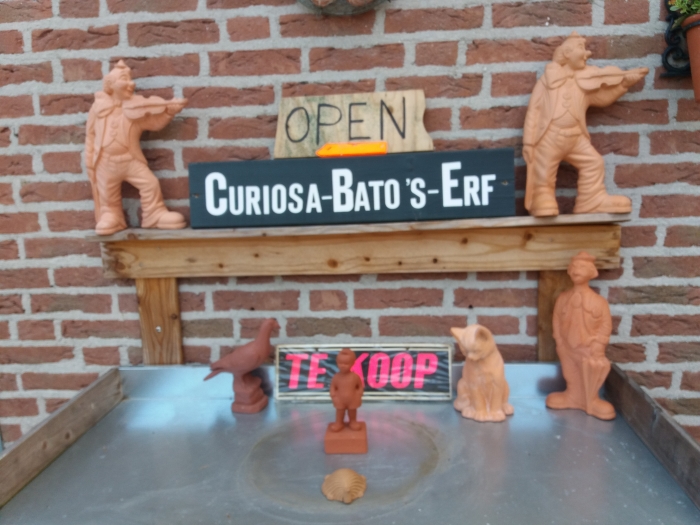 OPEN
CURIOSA-BATO'S-ERF
TE KOOP